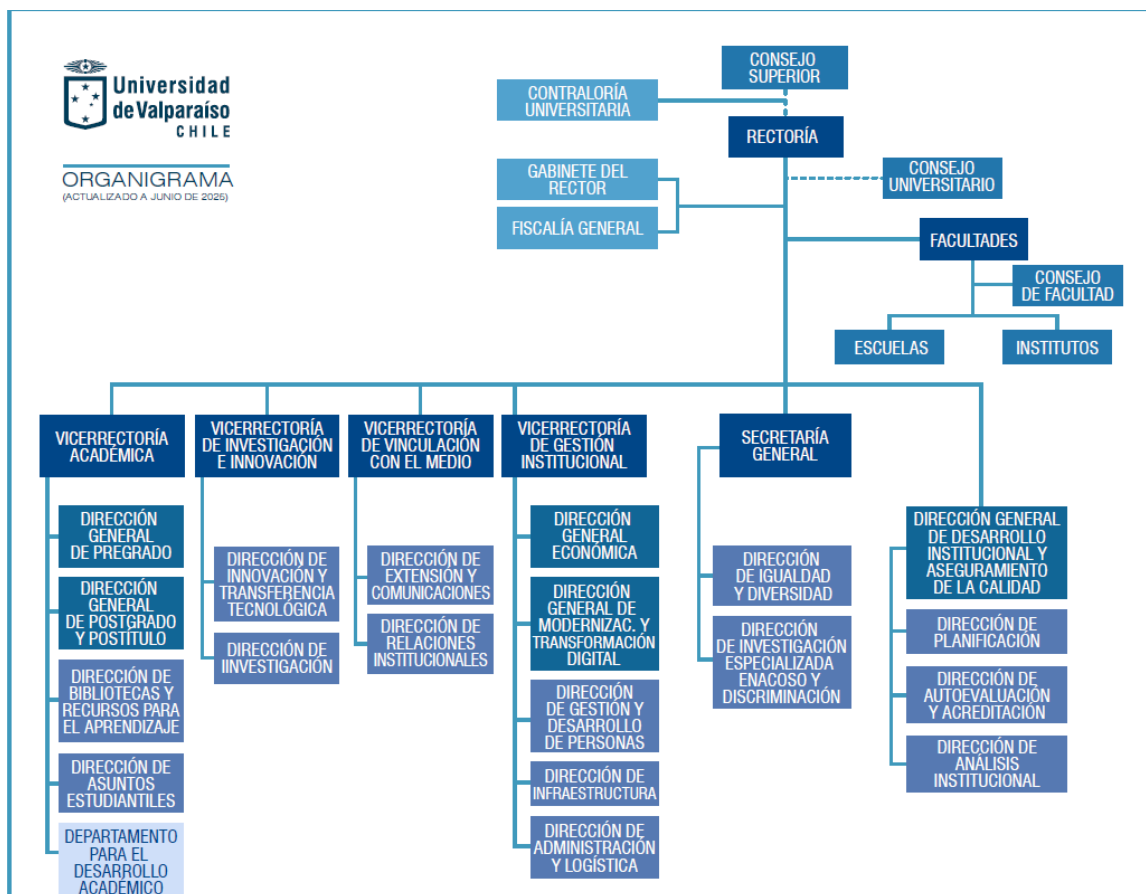 Universidad
de Valparaíso
CHILE
ORGANIGRAMA
(ACTUALIZADO A JUNIO DE 2025)
CONSEJO
SUPERIOR
CONTRALORÍA
UNIVERSITARIA
RECTORÍA
GABINETE DEL
RECTOR
CONSEJO
UNIVERSITARIO
FISCALÍA GENERAL
FACULTADES
CONSEJO
DE FACULTAD
ESCUELAS
INSTITUTOS
VICERRECTORÍA
ACADÉMICA
DIRECCIÓN
GENERAL
DE PREGRADO
DIRECCIÓN
GENERAL
DE POSTGRADO
Y POSTÍTULO
DIRECCIÓN DE
BIBLIOTECAS Y
RECURSOS PARA
EL APRENDIZAJE
DIRECCIÓN DE
ASUNTOS
ESTUDIANTILES
DEPARTAMENTO
PARA EL
DESARROLLO
ACADÉMICO
VICERRECTORÍA
DE INVESTIGACIÓN
E INNOVACIÓN
DIRECCIÓN DE
INNOVACIÓN Y
TRANSFERENCIA
TECNOLÓGICA
DIRECCIÓN DE
IINVESTIGACIÓN
VICERRECTORÍA
DE VINCULACIÓN
CON EL MEDIO
DIRECCIÓN DE
EXTENSIÓN Y
COMUNICACIONES
DIRECCIÓN DE
RELACIONES
INSTITUCIONALES
VICERRECTORÍA
DE GESTIÓN
INSTITUCIONAL
DIRECCIÓN
GENERAL
ECONÓMICA
DIRECCIÓN
GENERAL DE
MODERNIZAC. Y
TRANSFORMACIÓN
DIGITAL
DIRECCIÓN
DE GESTIÓN Y
DESARROLLO
DE PERSONAS
DIRECCIÓN DE
INFRAESTRUCTURA
DIRECCIÓN DE
ADMINISTRACIÓN
Y LOGÍSTICA
SECRETARÍA
GENERAL
DIRECCIÓN
DE IGUALDAD
Y DIVERSIDAD
DIRECCIÓN
DE INVESTIGACIÓN
ESPECIALIZADA
ENACOSO Y
DISCRIMINACIÓN
DIRECCIÓN GENERAL
DE DESARROLLO
INSTITUCIONAL Y
ASEGURAMIENTO
DE LA CALIDAD
DIRECCIÓN DE
PLANIFICACIÓN
DIRECCIÓN DE
AUTOEVALUACIÓN
Y ACREDITACIÓN
DIRECCIÓN DE
ANÁLISIS
INSTITUCIONAL